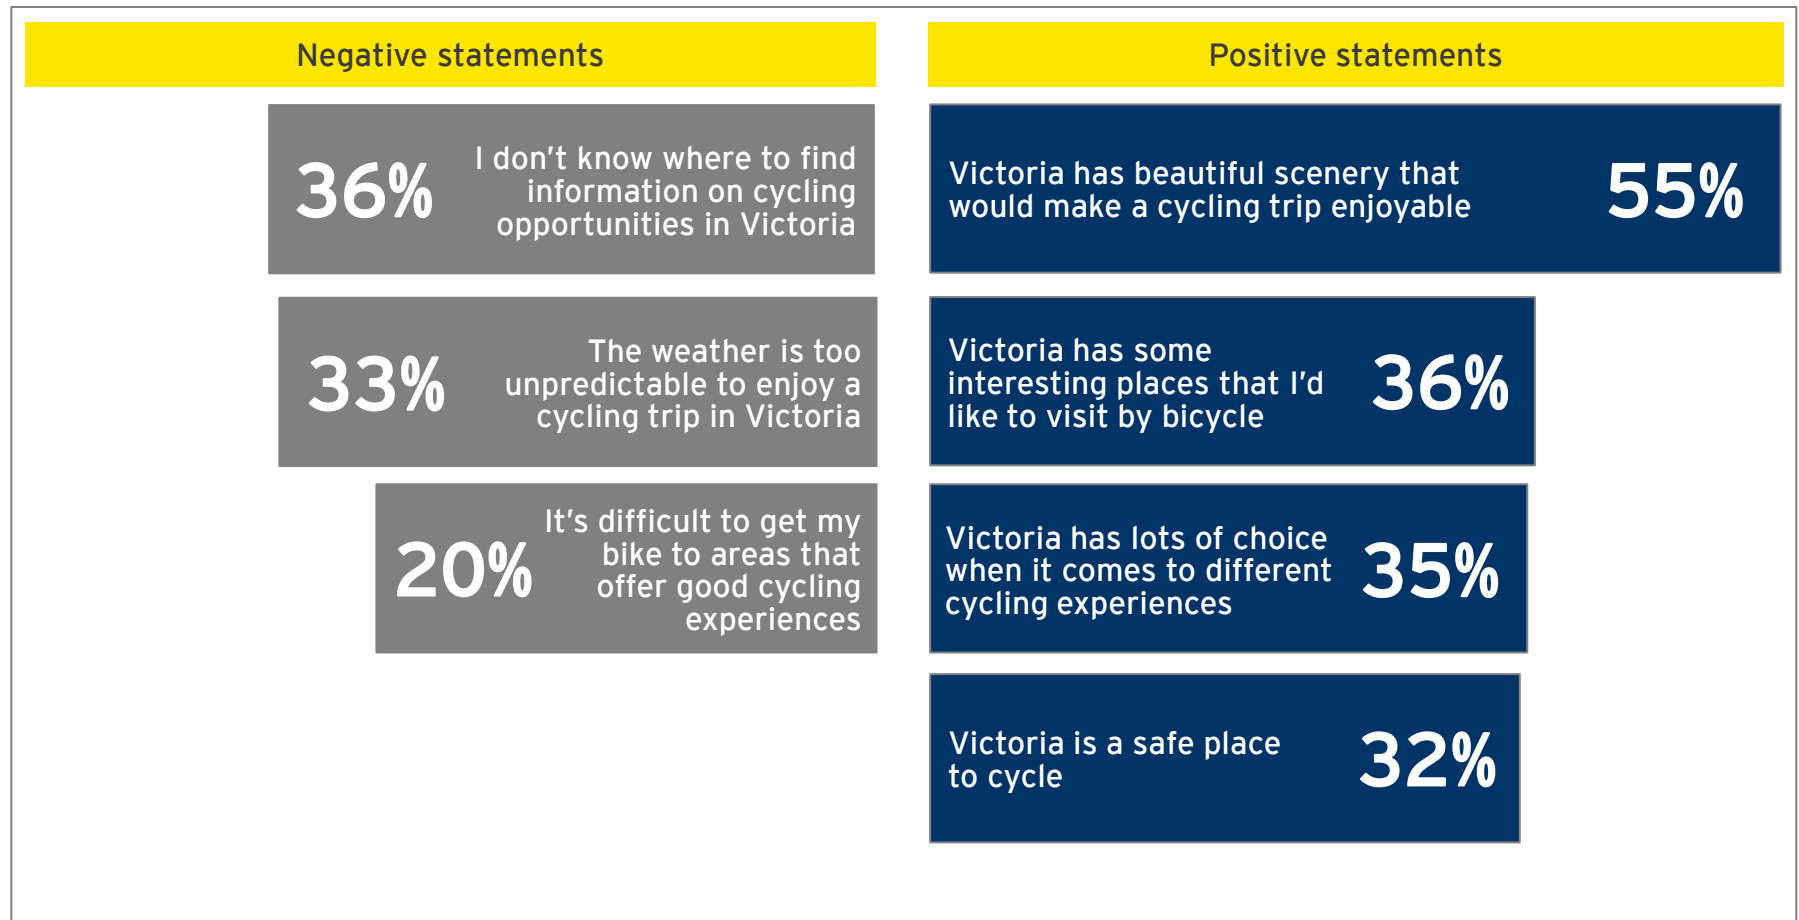 Negative statements
36%
I don't know where to find
information on cycling
opportunities in Victoria
33%
The weather is too
unpredictable to enjoy a
cycling trip in Victoria
20%
It's difficult to get my
bike to areas that
offer good cycling
experiences
Positive statements
Victoria has beautiful scenery that
would make a cycling trip enjoyable
55%
Victoria has some
interesting places that I'd
like to visit by bicycle
36%
Victoria has lots of choice
when it comes to different
cycling experiences
35%
Victoria is a safe place
to cycle
32%